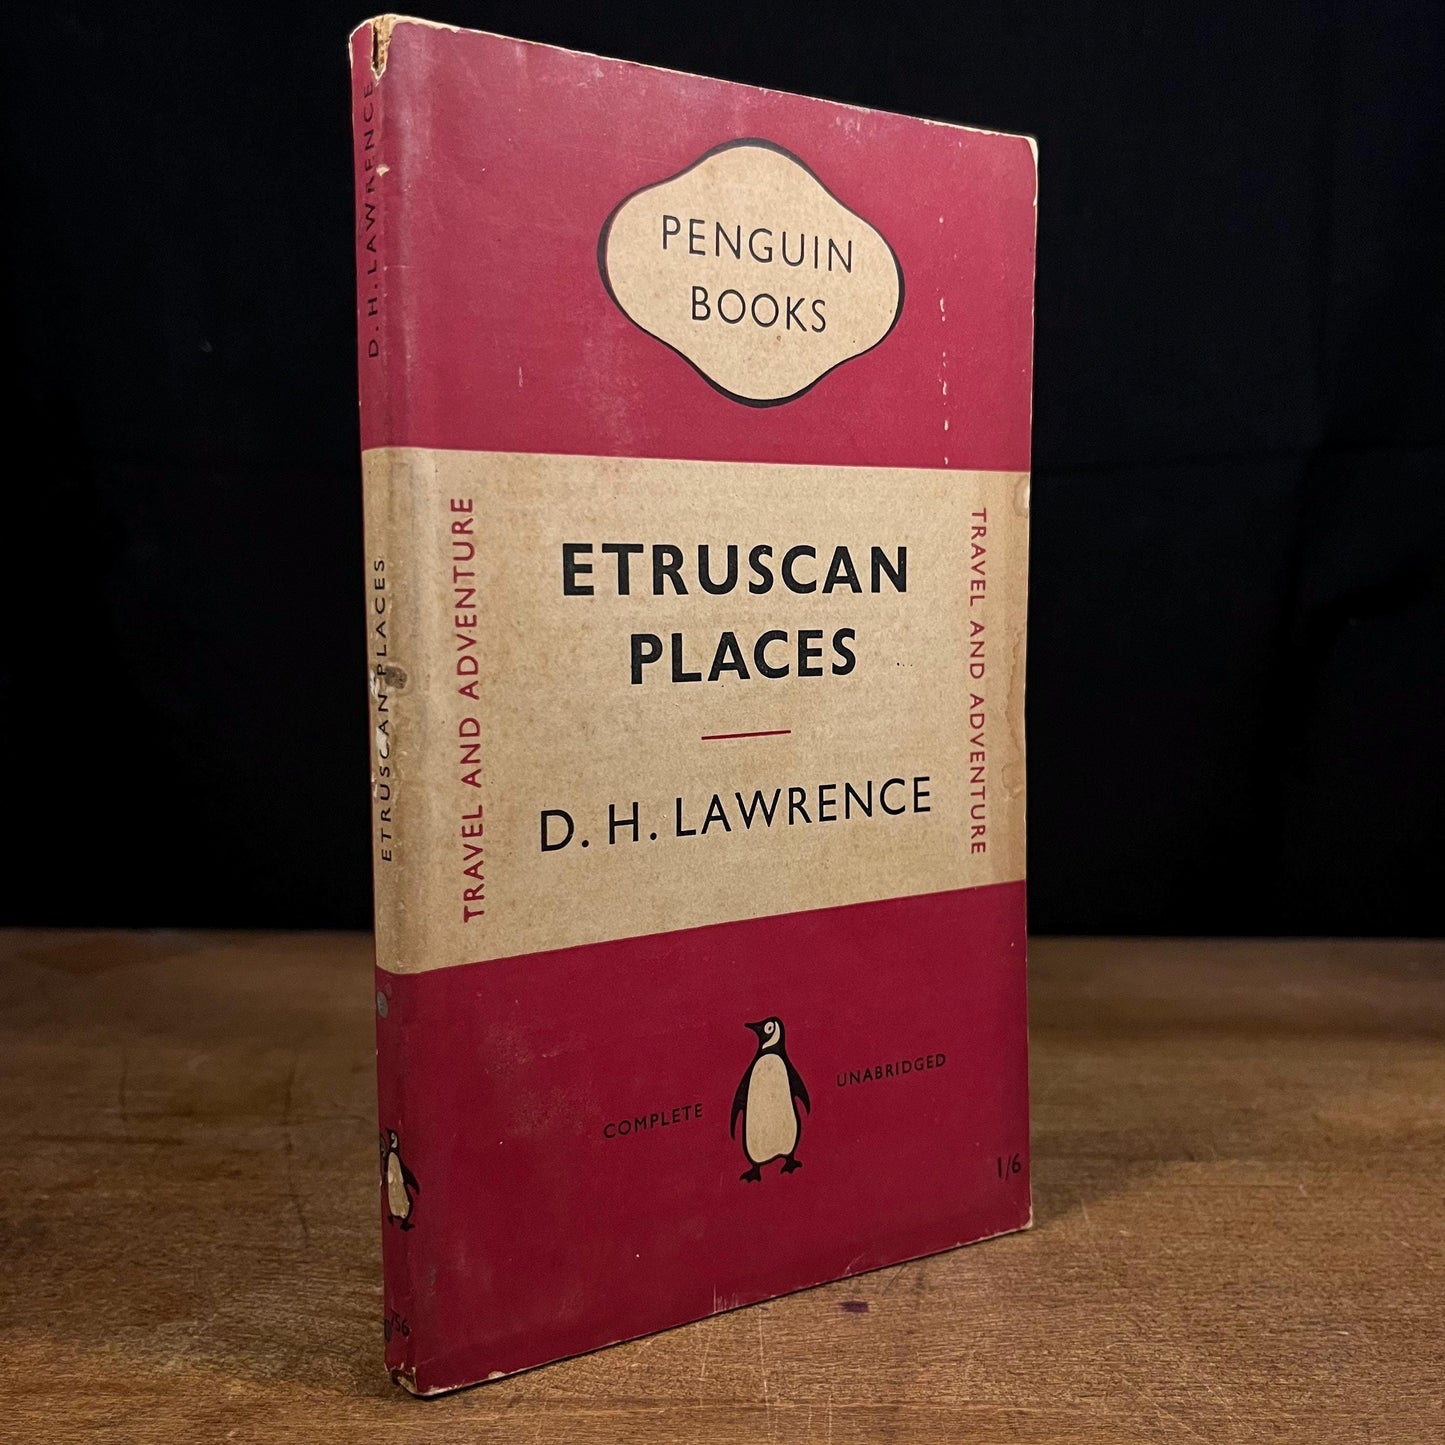 D. H. LAWRENCE
ETRUSCAN PLACES
PENGUIN
BOOKS
TRAVEL AND ADVENTURE
ETRUSCAN
PLACES
D. H. LAWRENCE
TRAVEL AND ADVENTURE
COMPLETE
UNABRIDGED
1/6